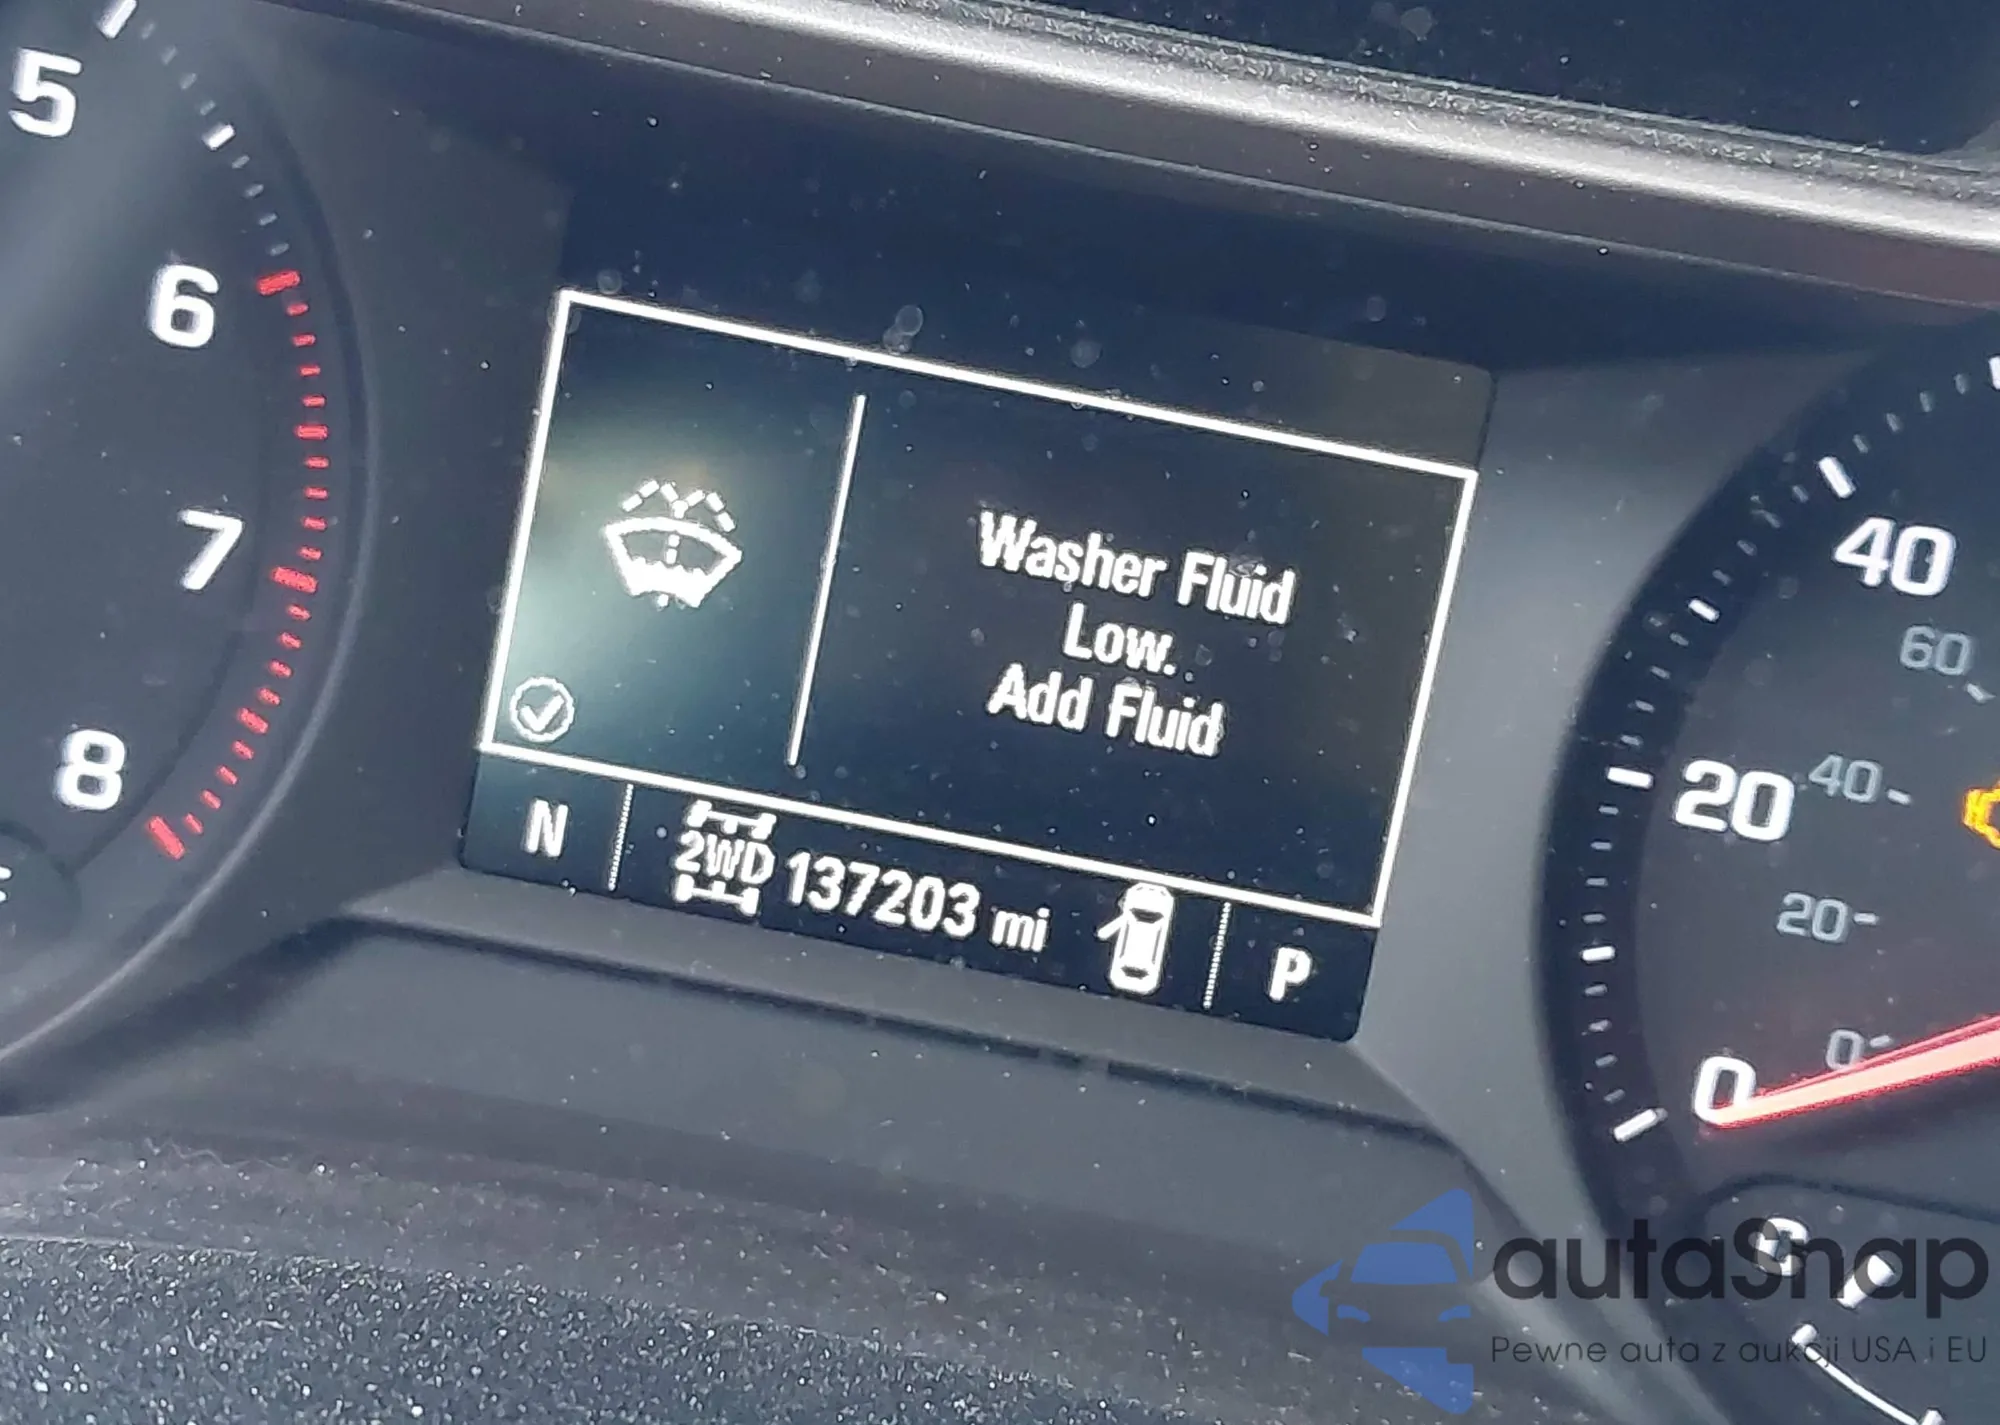 5
6
7
8
Washer Fluid
Low.
Add Fluid
N
2WD 137203 mi
P
40
60
20
40
20
0
0
autaSnap
Pewne auta z aukcji USA i EU